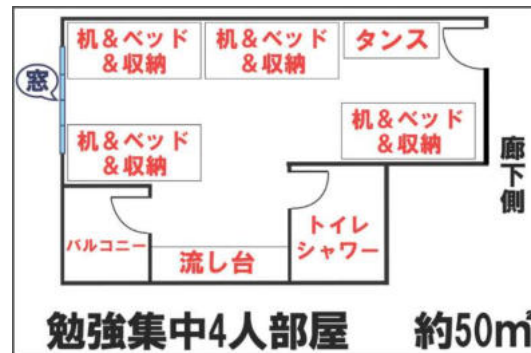 机&ベッド
&収納
机&ベッド
&収納
タンス
窓
机&ベッド
&収納
机&ベッド
&収納
廊下側
バルコニー
流し台
トイレ
シャワー
勉強集中4人部屋 約50㎡